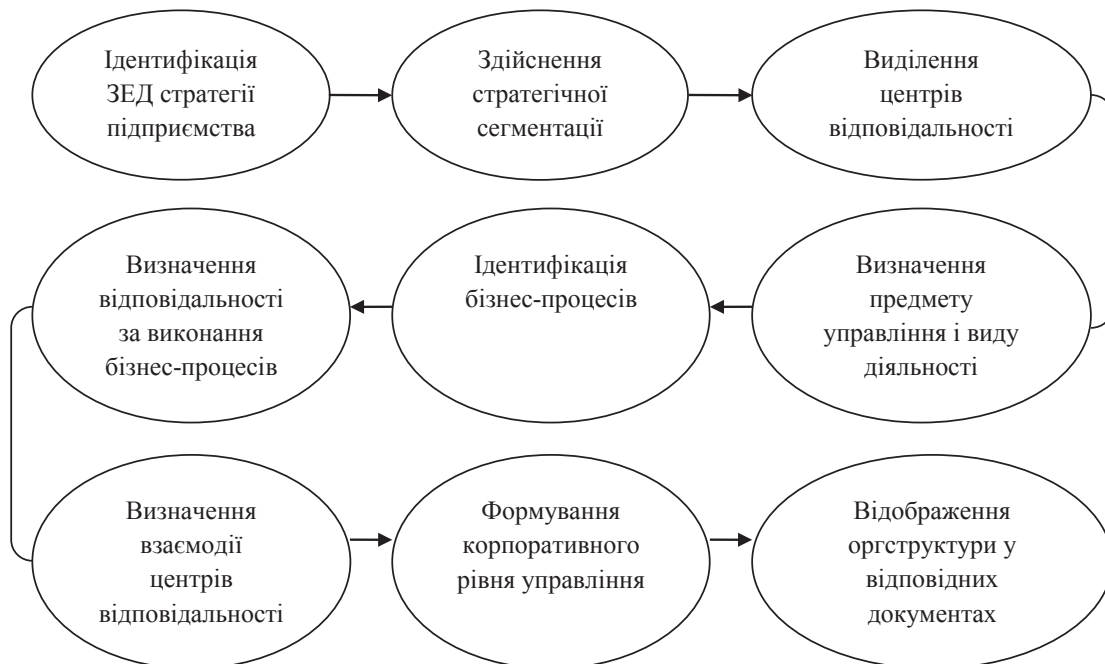 Ідентифікація
ЗЕД стратегії
підприємства
Здійснення
стратегічної
сегментації
Виділення
центрів
відповідальності
Визначення
предмету
управління і виду
діяльності
Ідентифікація
бізнес-процесів
Визначення
відповідальності
за виконання
бізнес-процесів
Визначення
взаємодії
центрів
відповідальності
Формування
корпоративного
рівня управління
Відображення
оргструктури у
відповідних
документах